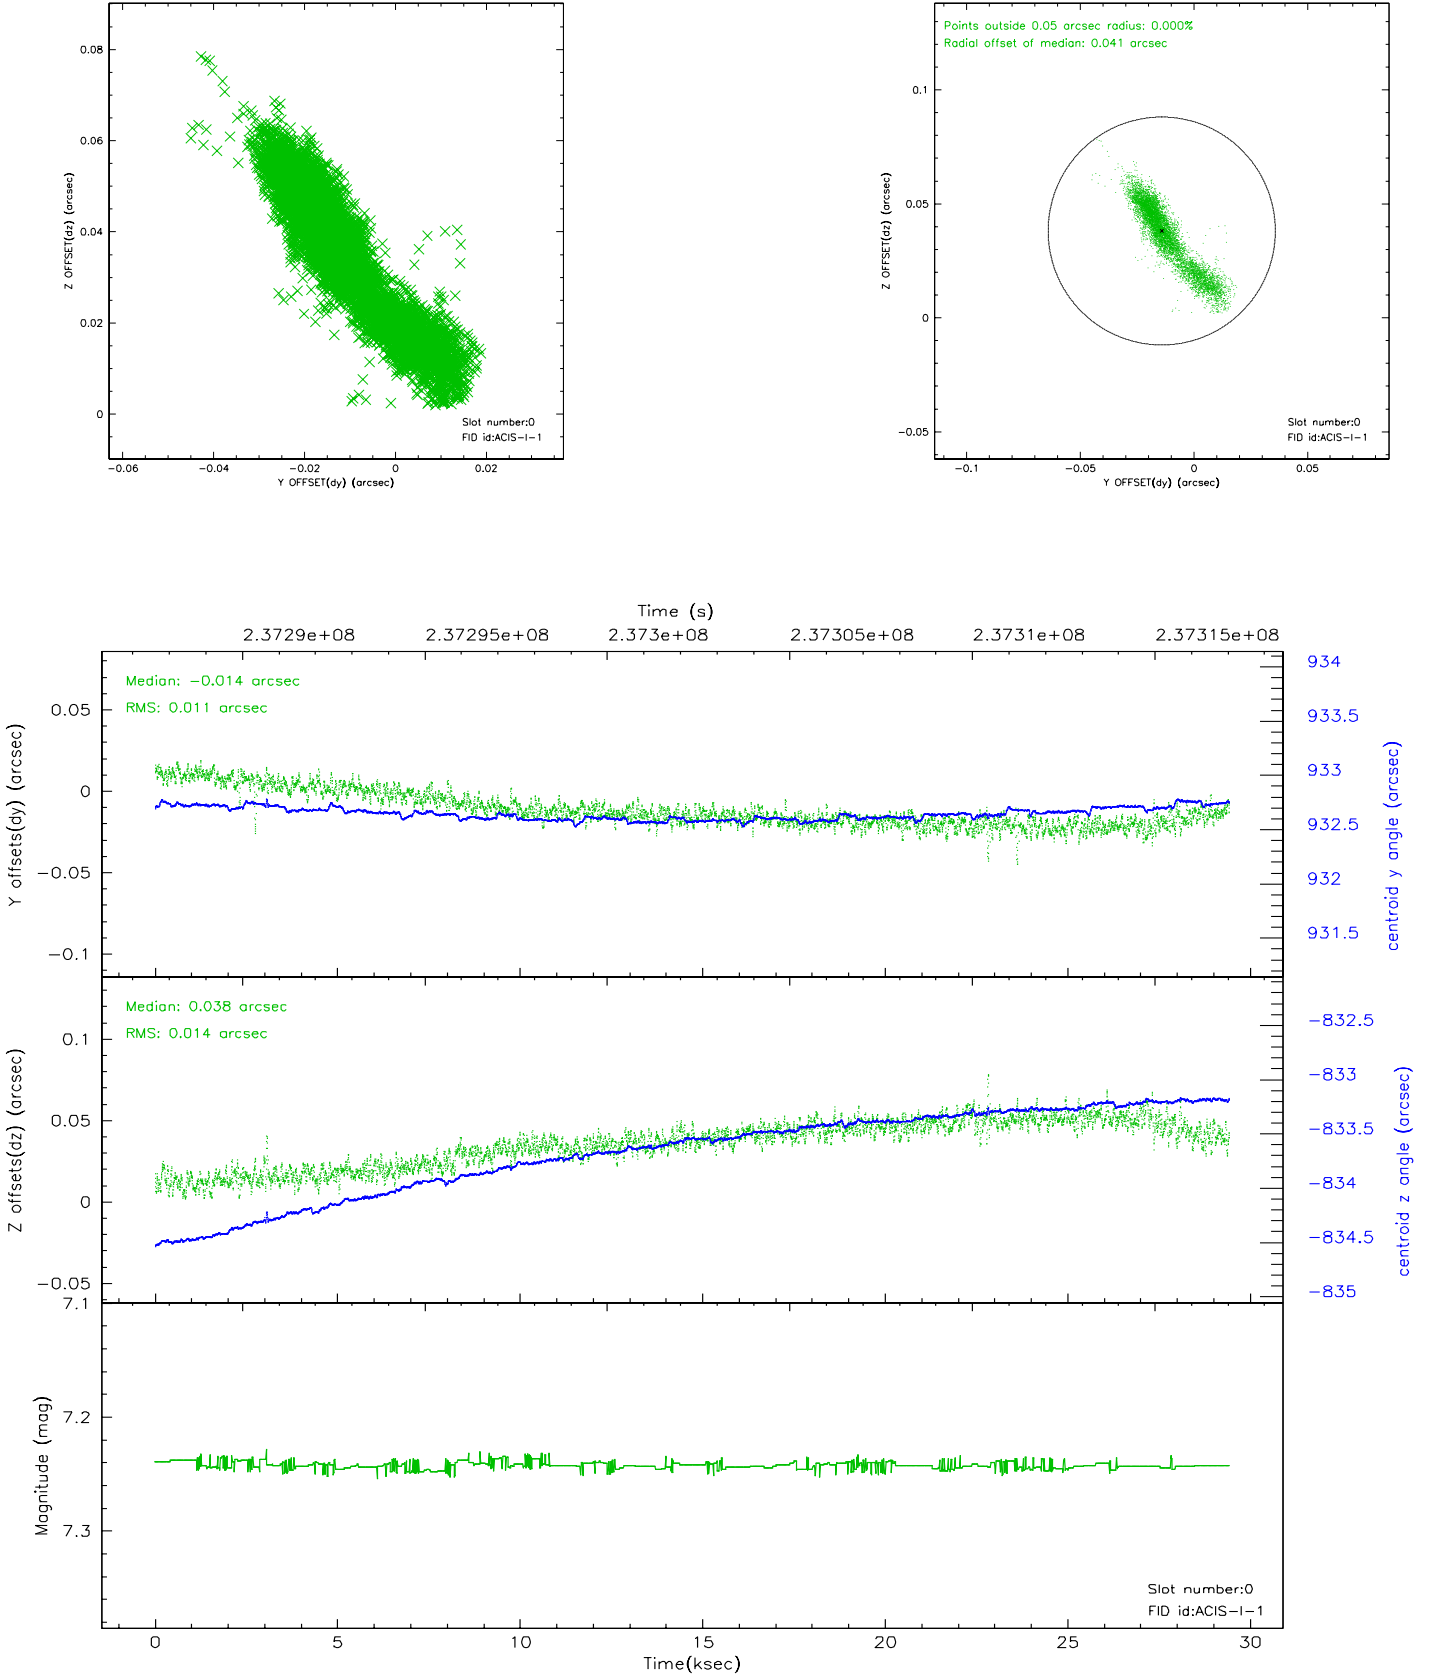 0.08
0.06
0.04
0.02
0
Z OFFSET(dz) (arcsec)
Slot number:0
FID id:ACIS-I-1
-0.06 -0.04 -0.02 0 0.02
Y OFFSET(dy) (arcsec)
Points outside 0.05 arcsec radius: 0.000%
Radial offset of median: 0.041 arcsec
0.1
0.05
0
-0.05
Z OFFSET(dz) (arcsec)
Slot number:0
FID id:ACIS-I-1
-0.1 -0.05 0 0.05
Y OFFSET(dy) (arcsec)
Time (s)
2.3729e+08 2.37295e+08 2.373e+08 2.37305e+08 2.3731e+08 2.37315e+08
Median: -0.014 arcsec
RMS: 0.011 arcsec
0.05
0
-0.05
-0.1
Y offsets(dy) (arcsec)
934
933.5
933
932.5
932
931.5
centroid y angle (arcsec)
Median: 0.038 arcsec
RMS: 0.014 arcsec
0.1
0.05
0
-0.05
Z offsets(dz) (arcsec)
-832.5
-833
-833.5
-834
-834.5
-835
centroid z angle (arcsec)
7.1
7.2
7.3
Magnitude (mag)
Slot number:0
FID id:ACIS-I-1
0 5 10 15 20 25 30
Time(ksec)